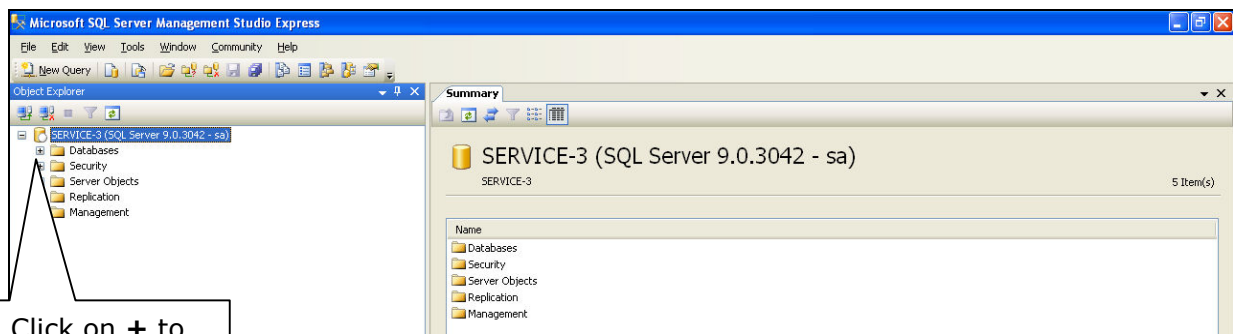 Microsoft SQL Server Management Studio Express
File Edit View Tools Window Community Help
New Query
Object Explorer
SERVICE-3 (SQL Server 9.0.3042 - sa)
Databases
Security
Server Objects
Replication
Management
Click on + to
Summary
SERVICE-3 (SQL Server 9.0.3042 - sa)
SERVICE-3
5 Item(s)
Name
Databases
Security
Server Objects
Replication
Management